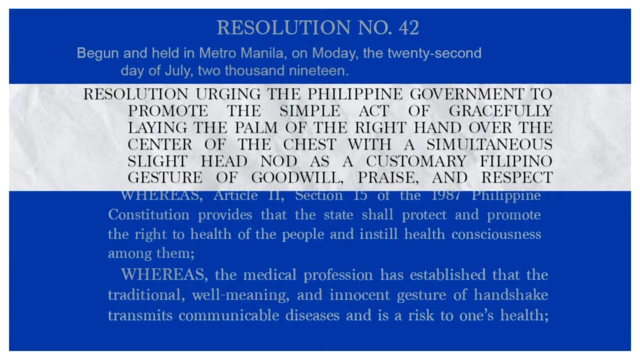 RESOLUTION NO. 42
Begun and held in Metro Manila, on Moday, the twenty-second
day of July, two thousand nineteen.
RESOLUTION URGING THE PHILIPPINE GOVERNMENT TO
PROMOTE THE SIMPLE ACT OF GRACEFULLY
LAYING THE PALM OF THE RIGHT HAND OVER THE
CENTER OF THE CHEST WITH A SIMULTANEOUS
SLIGHT HEAD NOD AS A CUSTOMARY FILIPINO
GESTURE OF GOODWILL, PRAISE, AND RESPECT
WHEREAS, Article II, Section 15 of the 1987 Philippine
Constitution provides that the state shall protect and promote
the right to health of the people and instill health consciousness
among them;
WHEREAS, the medical profession has established that the
traditional, well-meaning, and innocent gesture of handshake
transmits communicable diseases and is a risk to one's health;